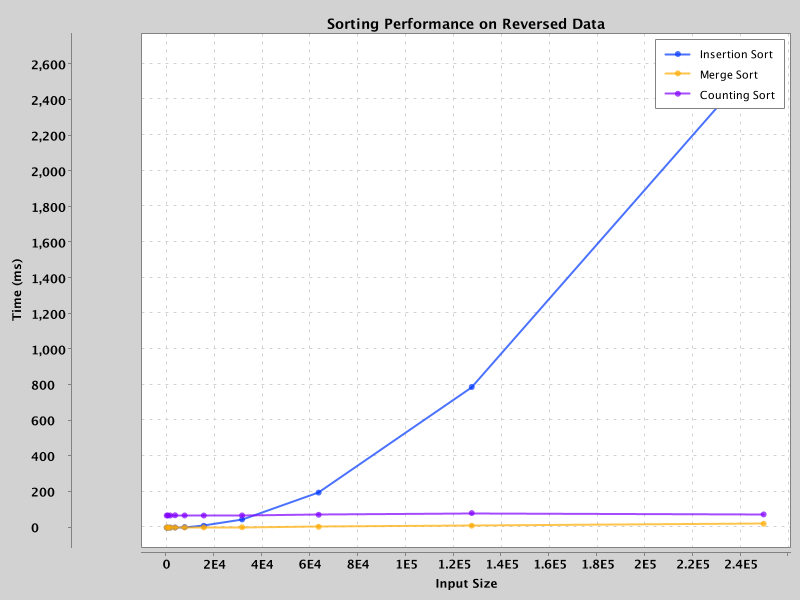 Sorting Performance on Reversed Data
Insertion Sort
Merge Sort
Counting Sort
Time (ms)
2,600
2,400
2,200
2,000
1,800
1,600
1,400
1,200
1,000
800
600
400
200
0
0 2E4 4E4 6E4 8E4 1E5 1.2E5 1.4E5 1.6E5 1.8E5 2E5 2.2E5 2.4E5
Input Size